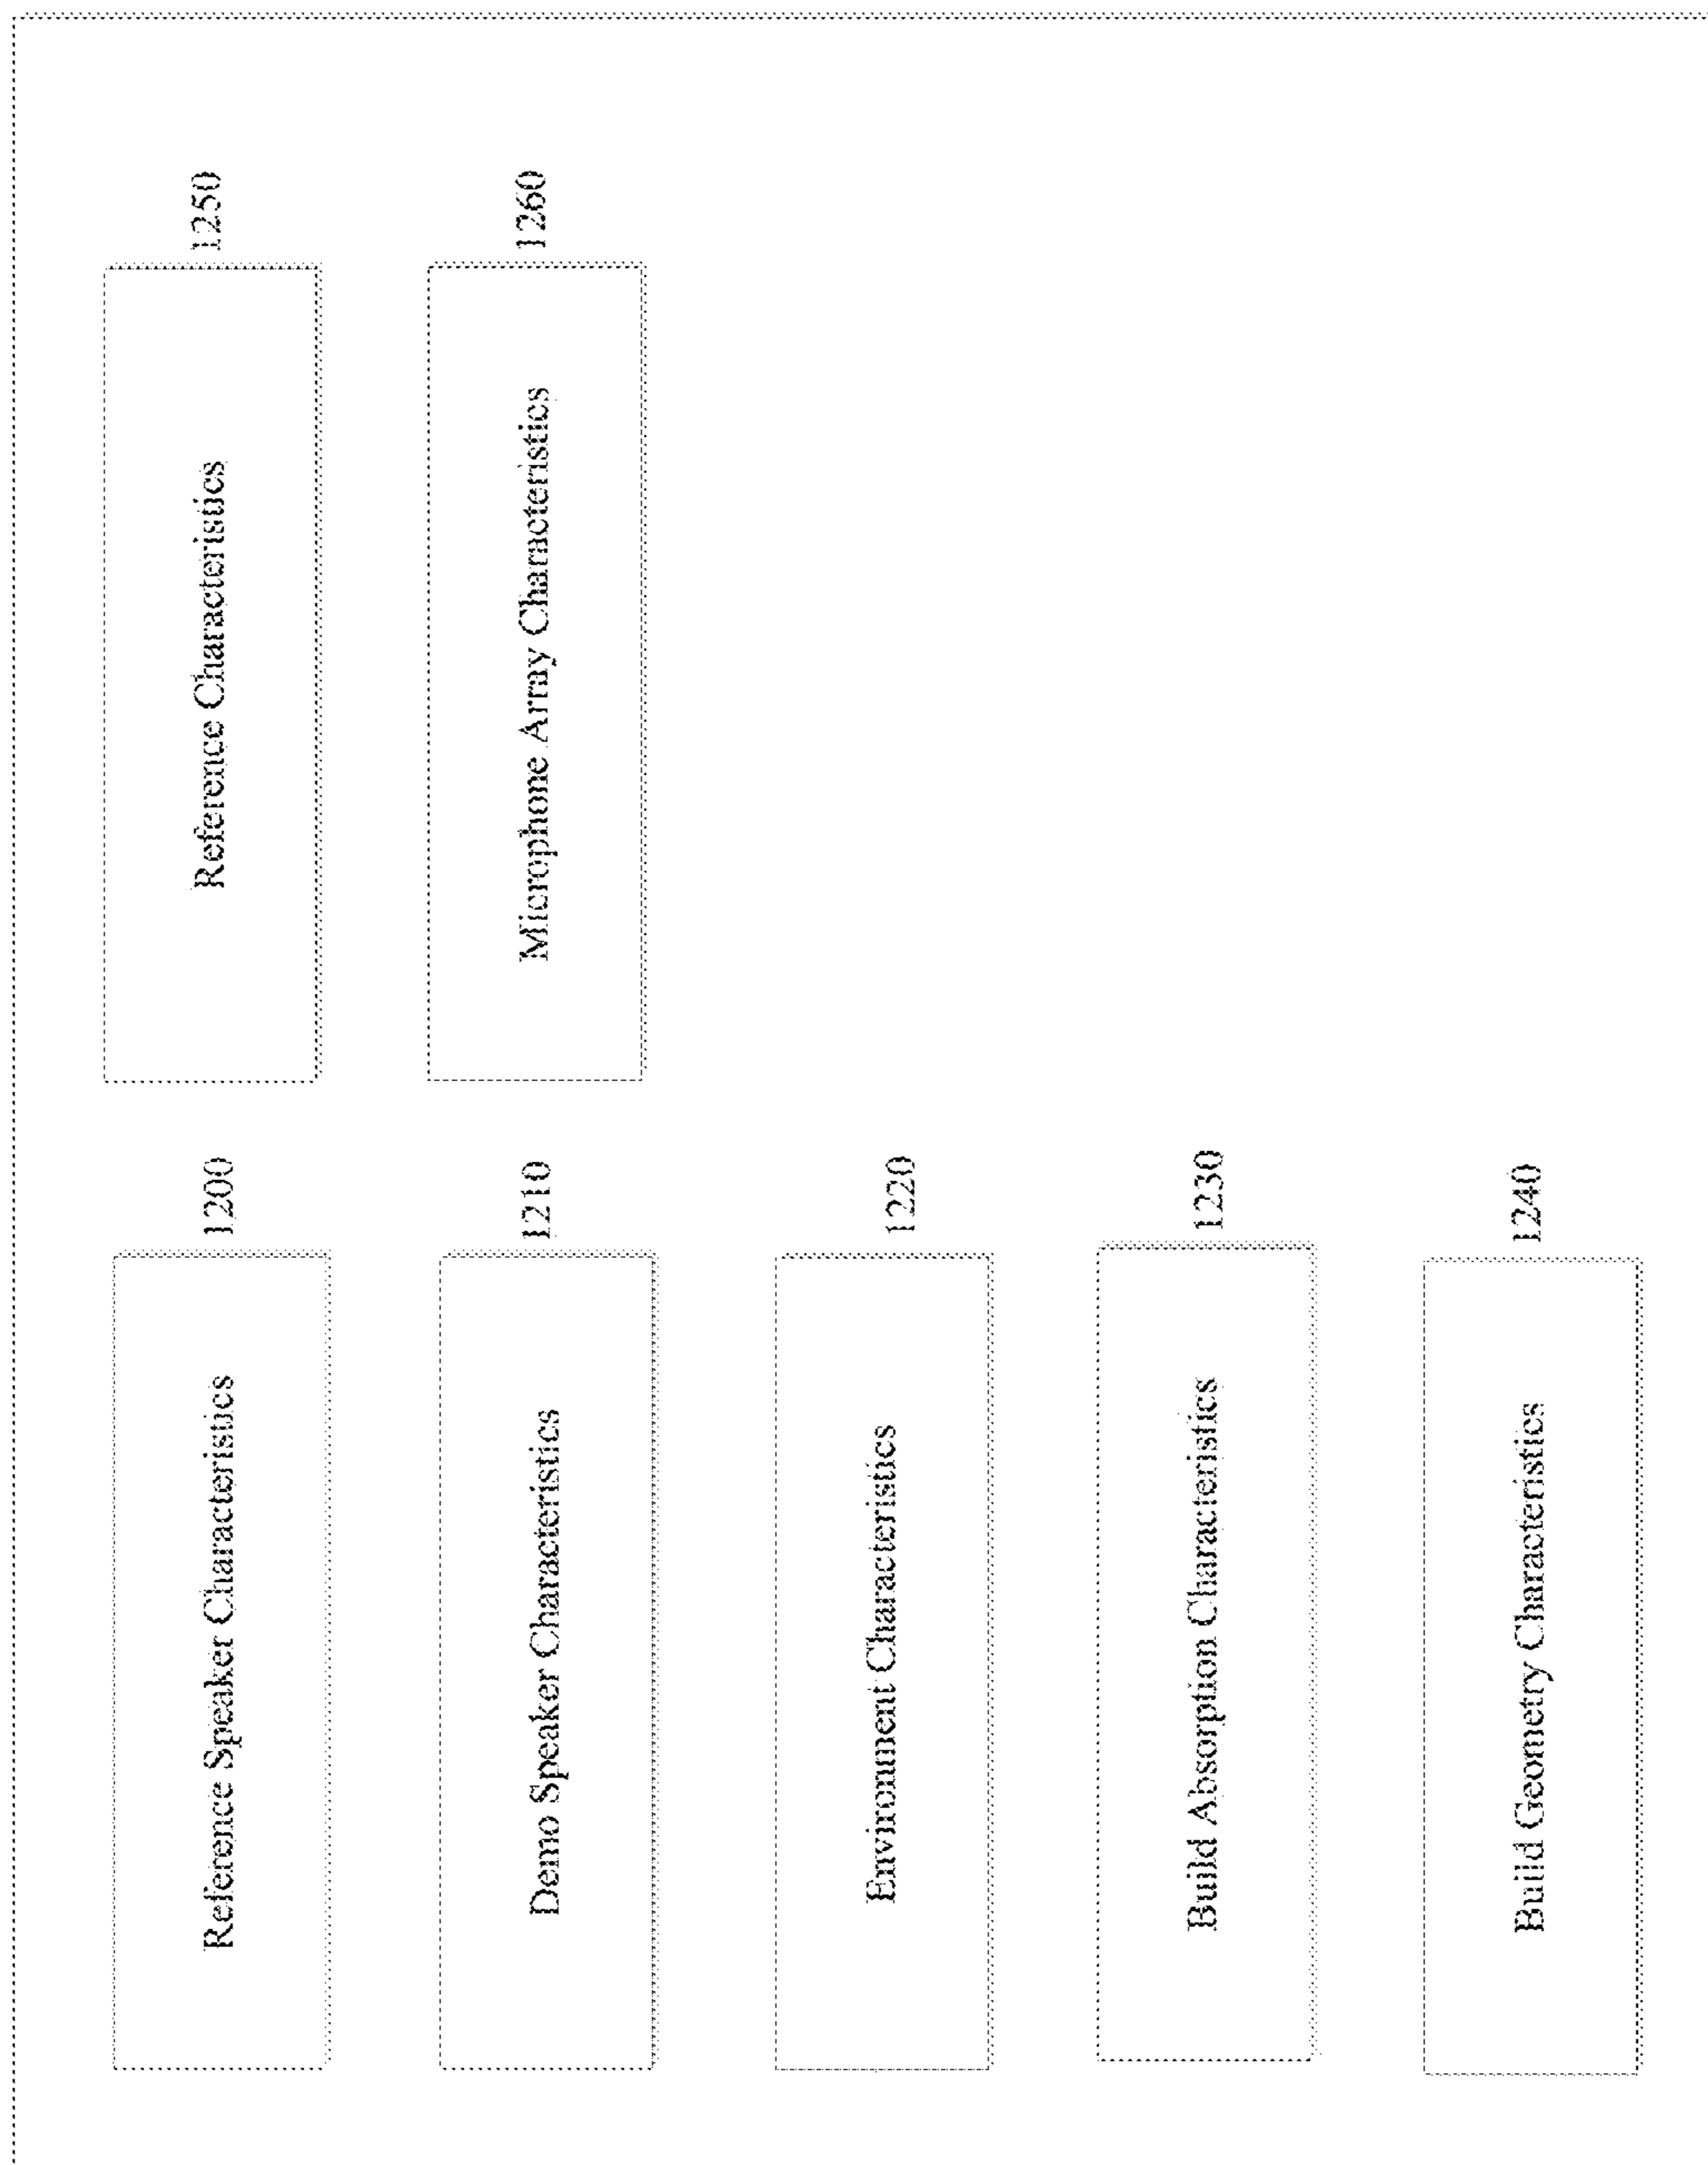 Reference Speaker Characteristics 1200
Demo Speaker Characteristics 1210
Environment Characteristics 1220
Build Absorption Characteristics 1230
Build Geometry Characteristics 1240
Reference Characteristics 1250
Microphone Array Characteristics 1260